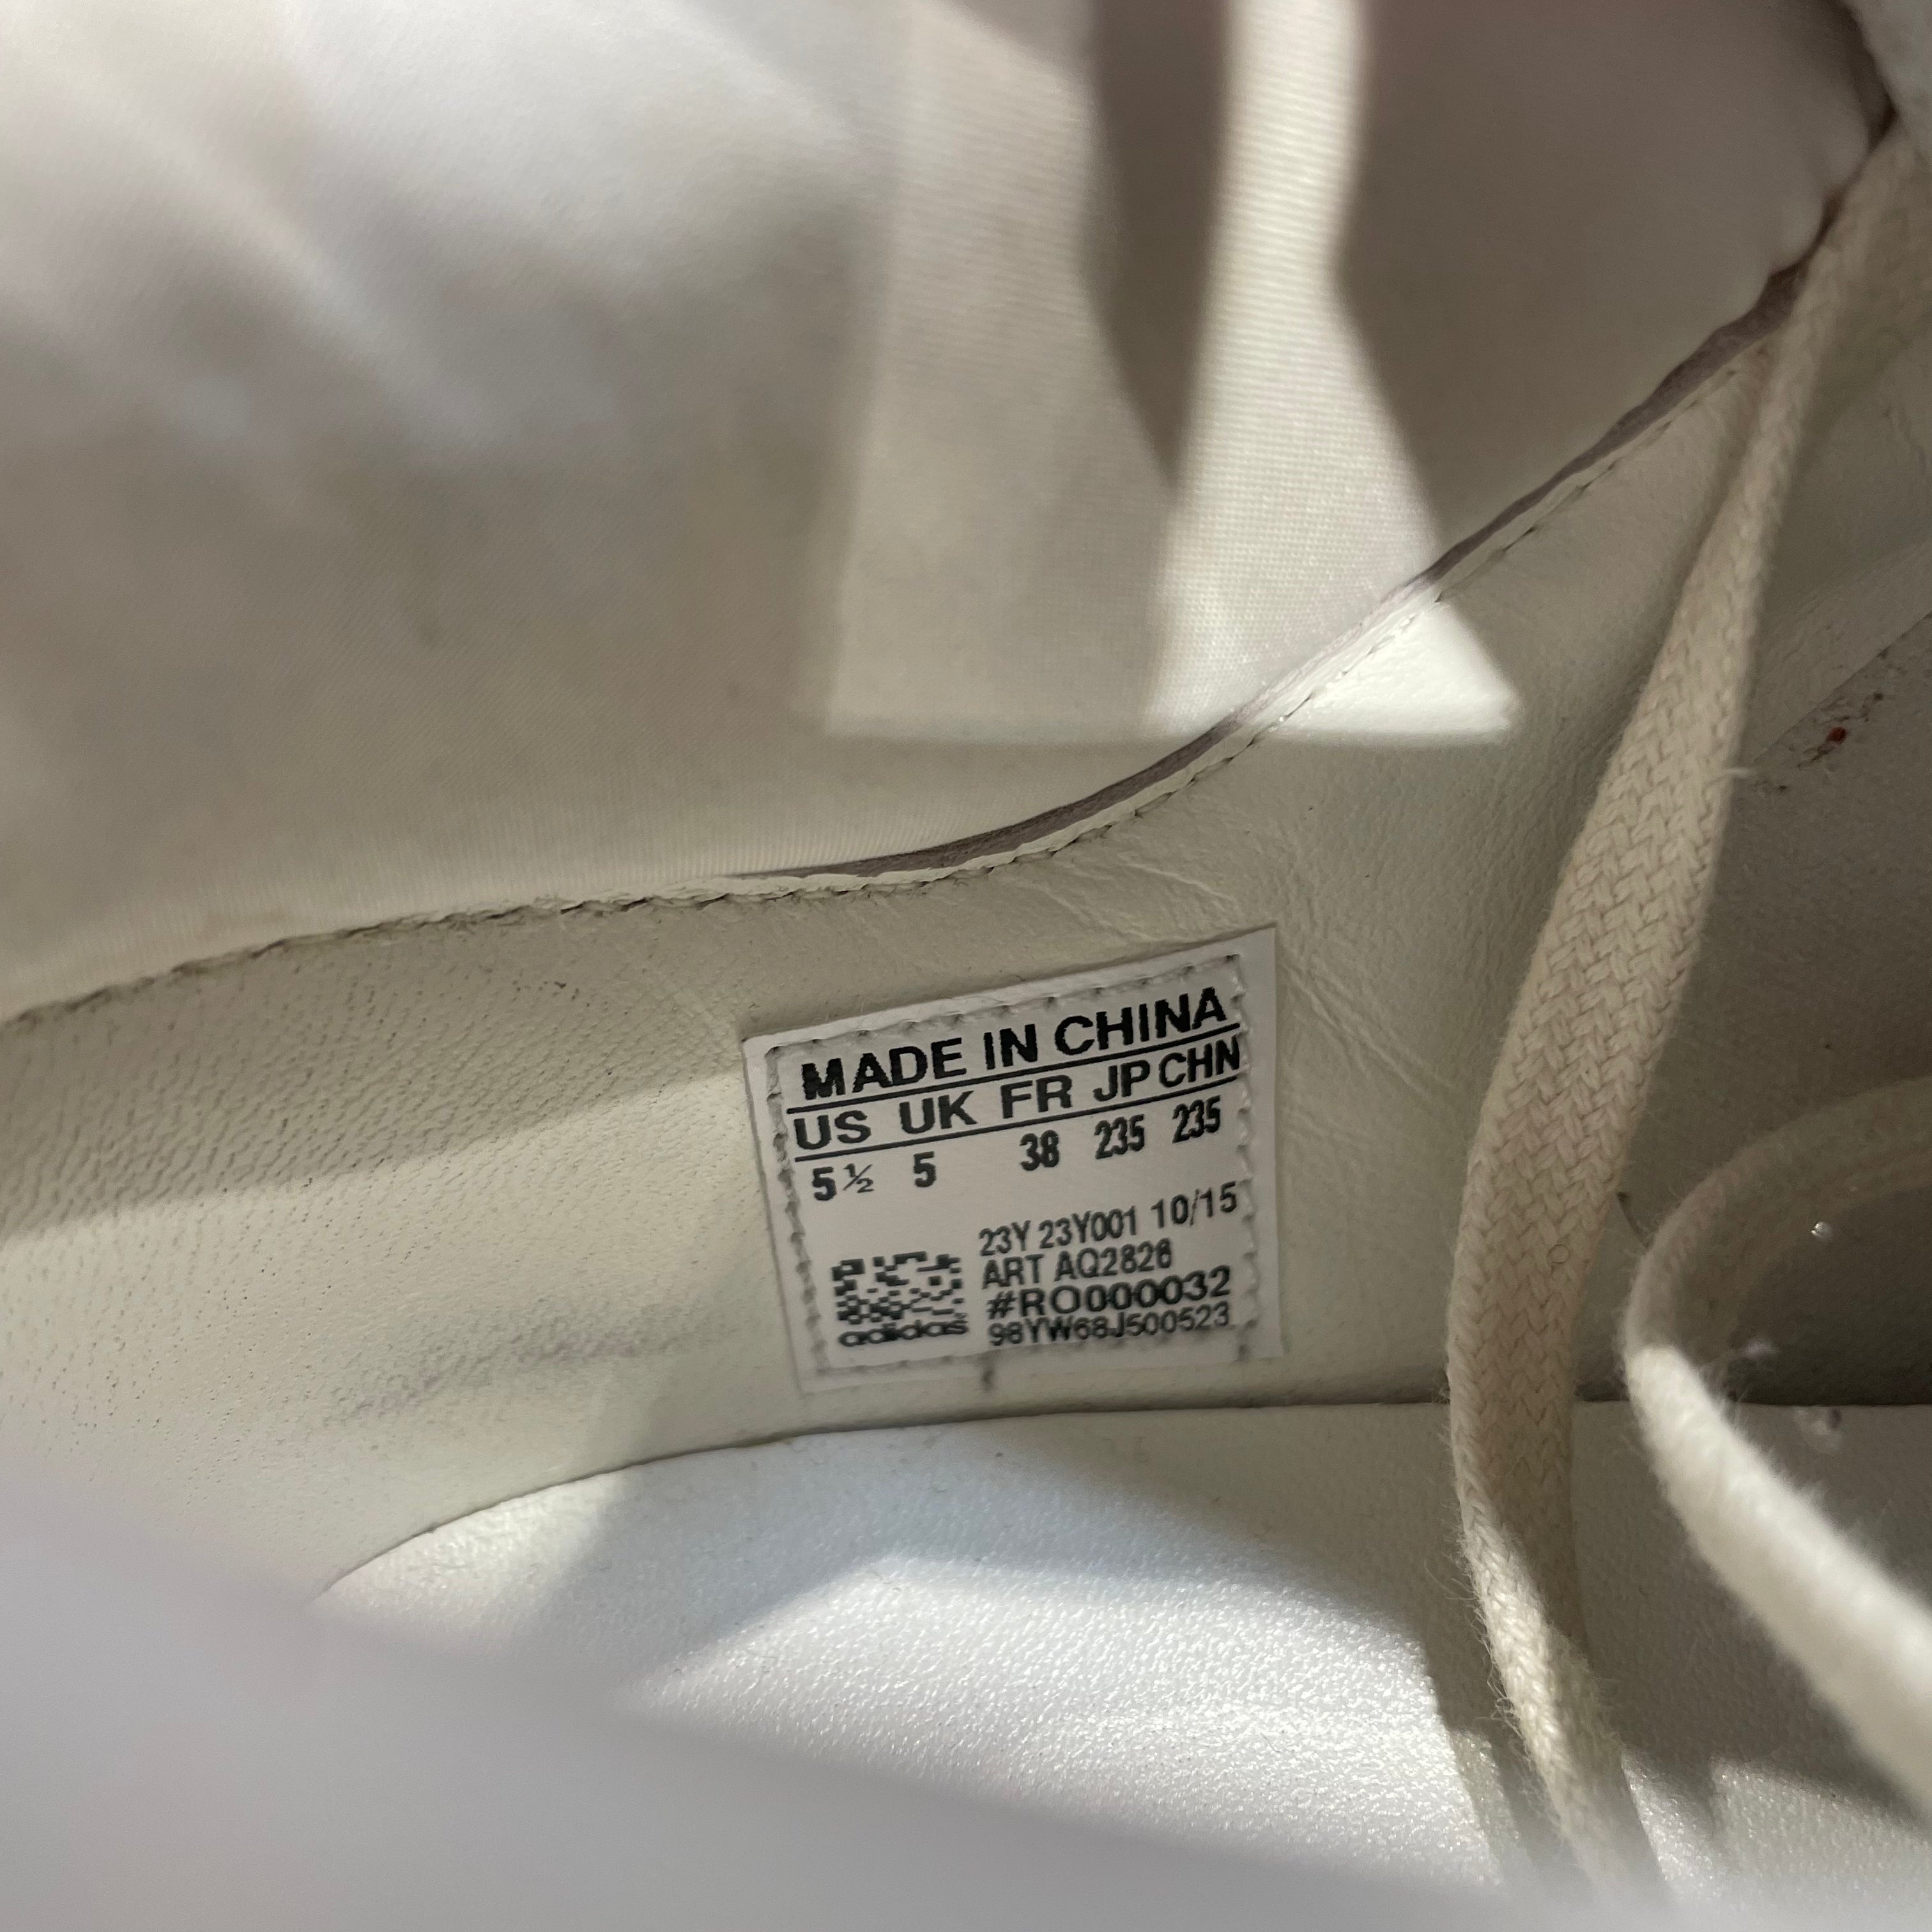 MADE IN CHINA
US UK FR JP CHN
5½ 5 38 235 235
23Y 23Y001 10/15
ART AQ2826
#RO000032
adidas 98YW68J500523